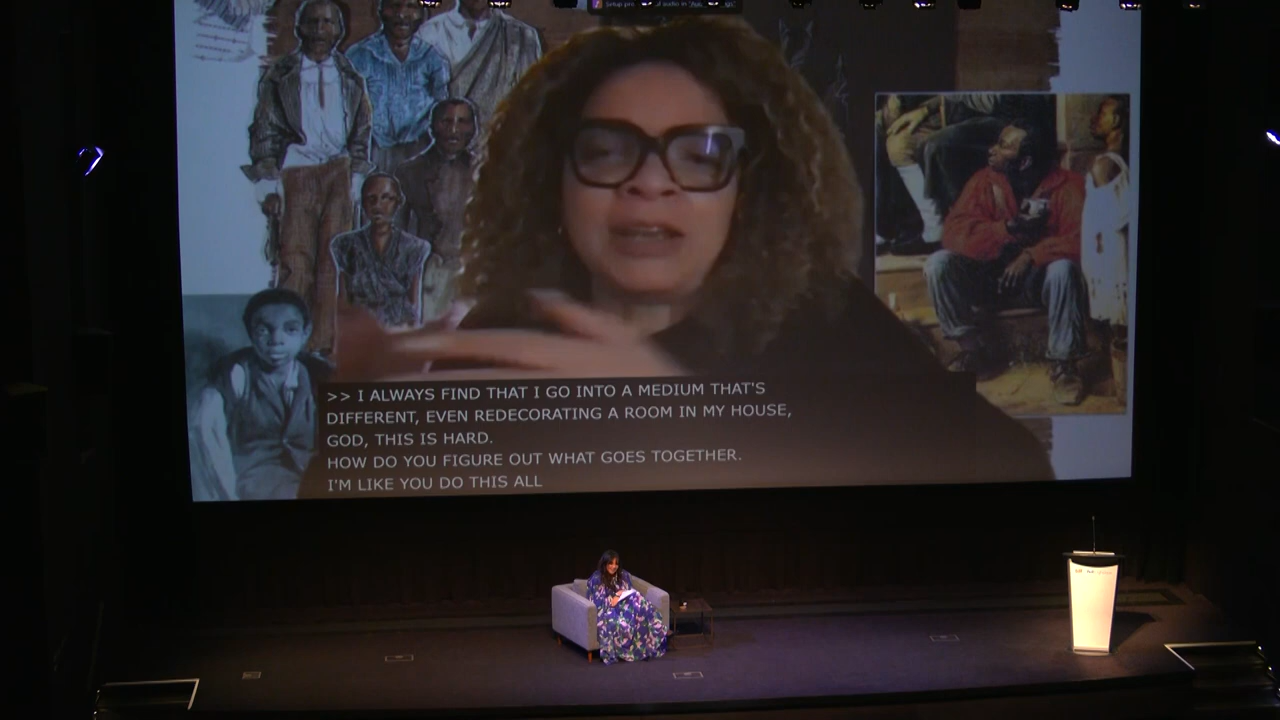 >> I ALWAYS FIND THAT I GO INTO A MEDIUM THAT'S
DIFFERENT, EVEN REDECORATING A ROOM IN MY HOUSE,
GOD, THIS IS HARD.
HOW DO YOU FIGURE OUT WHAT GOES TOGETHER.
I'M LIKE YOU DO THIS ALL